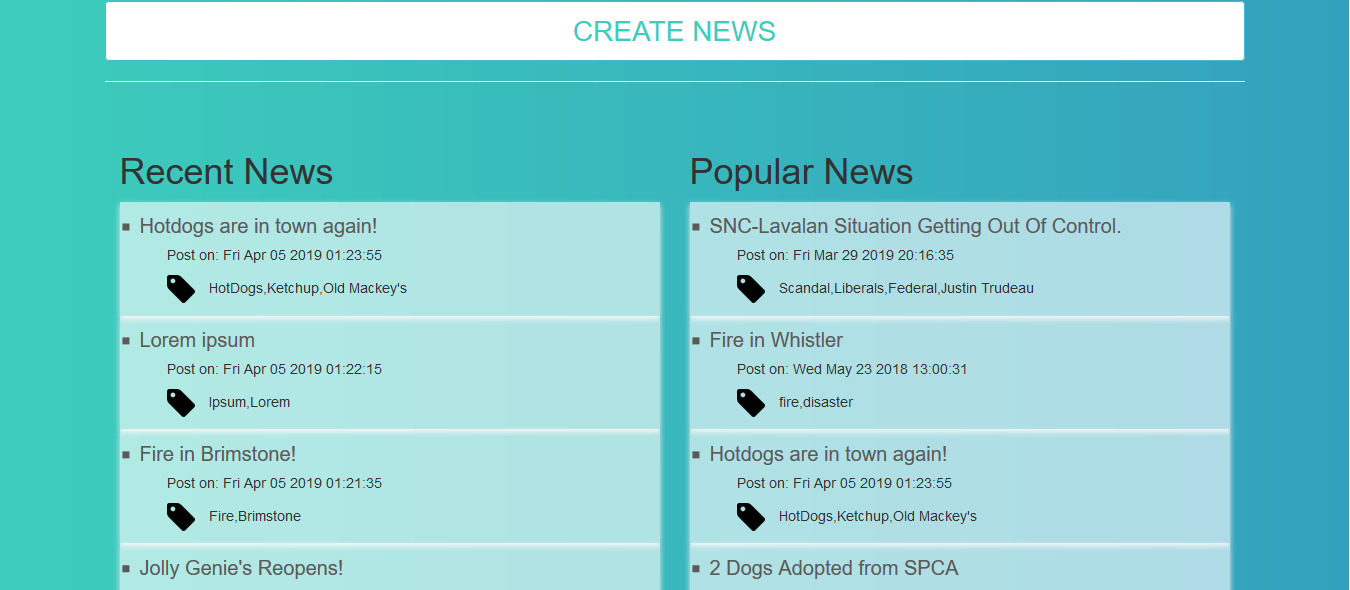 CREATE NEWS
Recent News
Hotdogs are in town again!
Post on: Fri Apr 05 2019 01:23:55
HotDogs,Ketchup,Old Mackey's
Lorem ipsum
Post on: Fri Apr 05 2019 01:22:15
Ipsum,Lorem
Fire in Brimstone!
Post on: Fri Apr 05 2019 01:21:35
Fire,Brimstone
Jolly Genie's Reopens!
Popular News
SNC-Lavalan Situation Getting Out Of Control.
Post on: Fri Mar 29 2019 20:16:35
Scandal,Liberals,Federal,Justin Trudeau
Fire in Whistler
Post on: Wed May 23 2018 13:00:31
fire,disaster
Hotdogs are in town again!
Post on: Fri Apr 05 2019 01:23:55
HotDogs,Ketchup,Old Mackey's
2 Dogs Adopted from SPCA